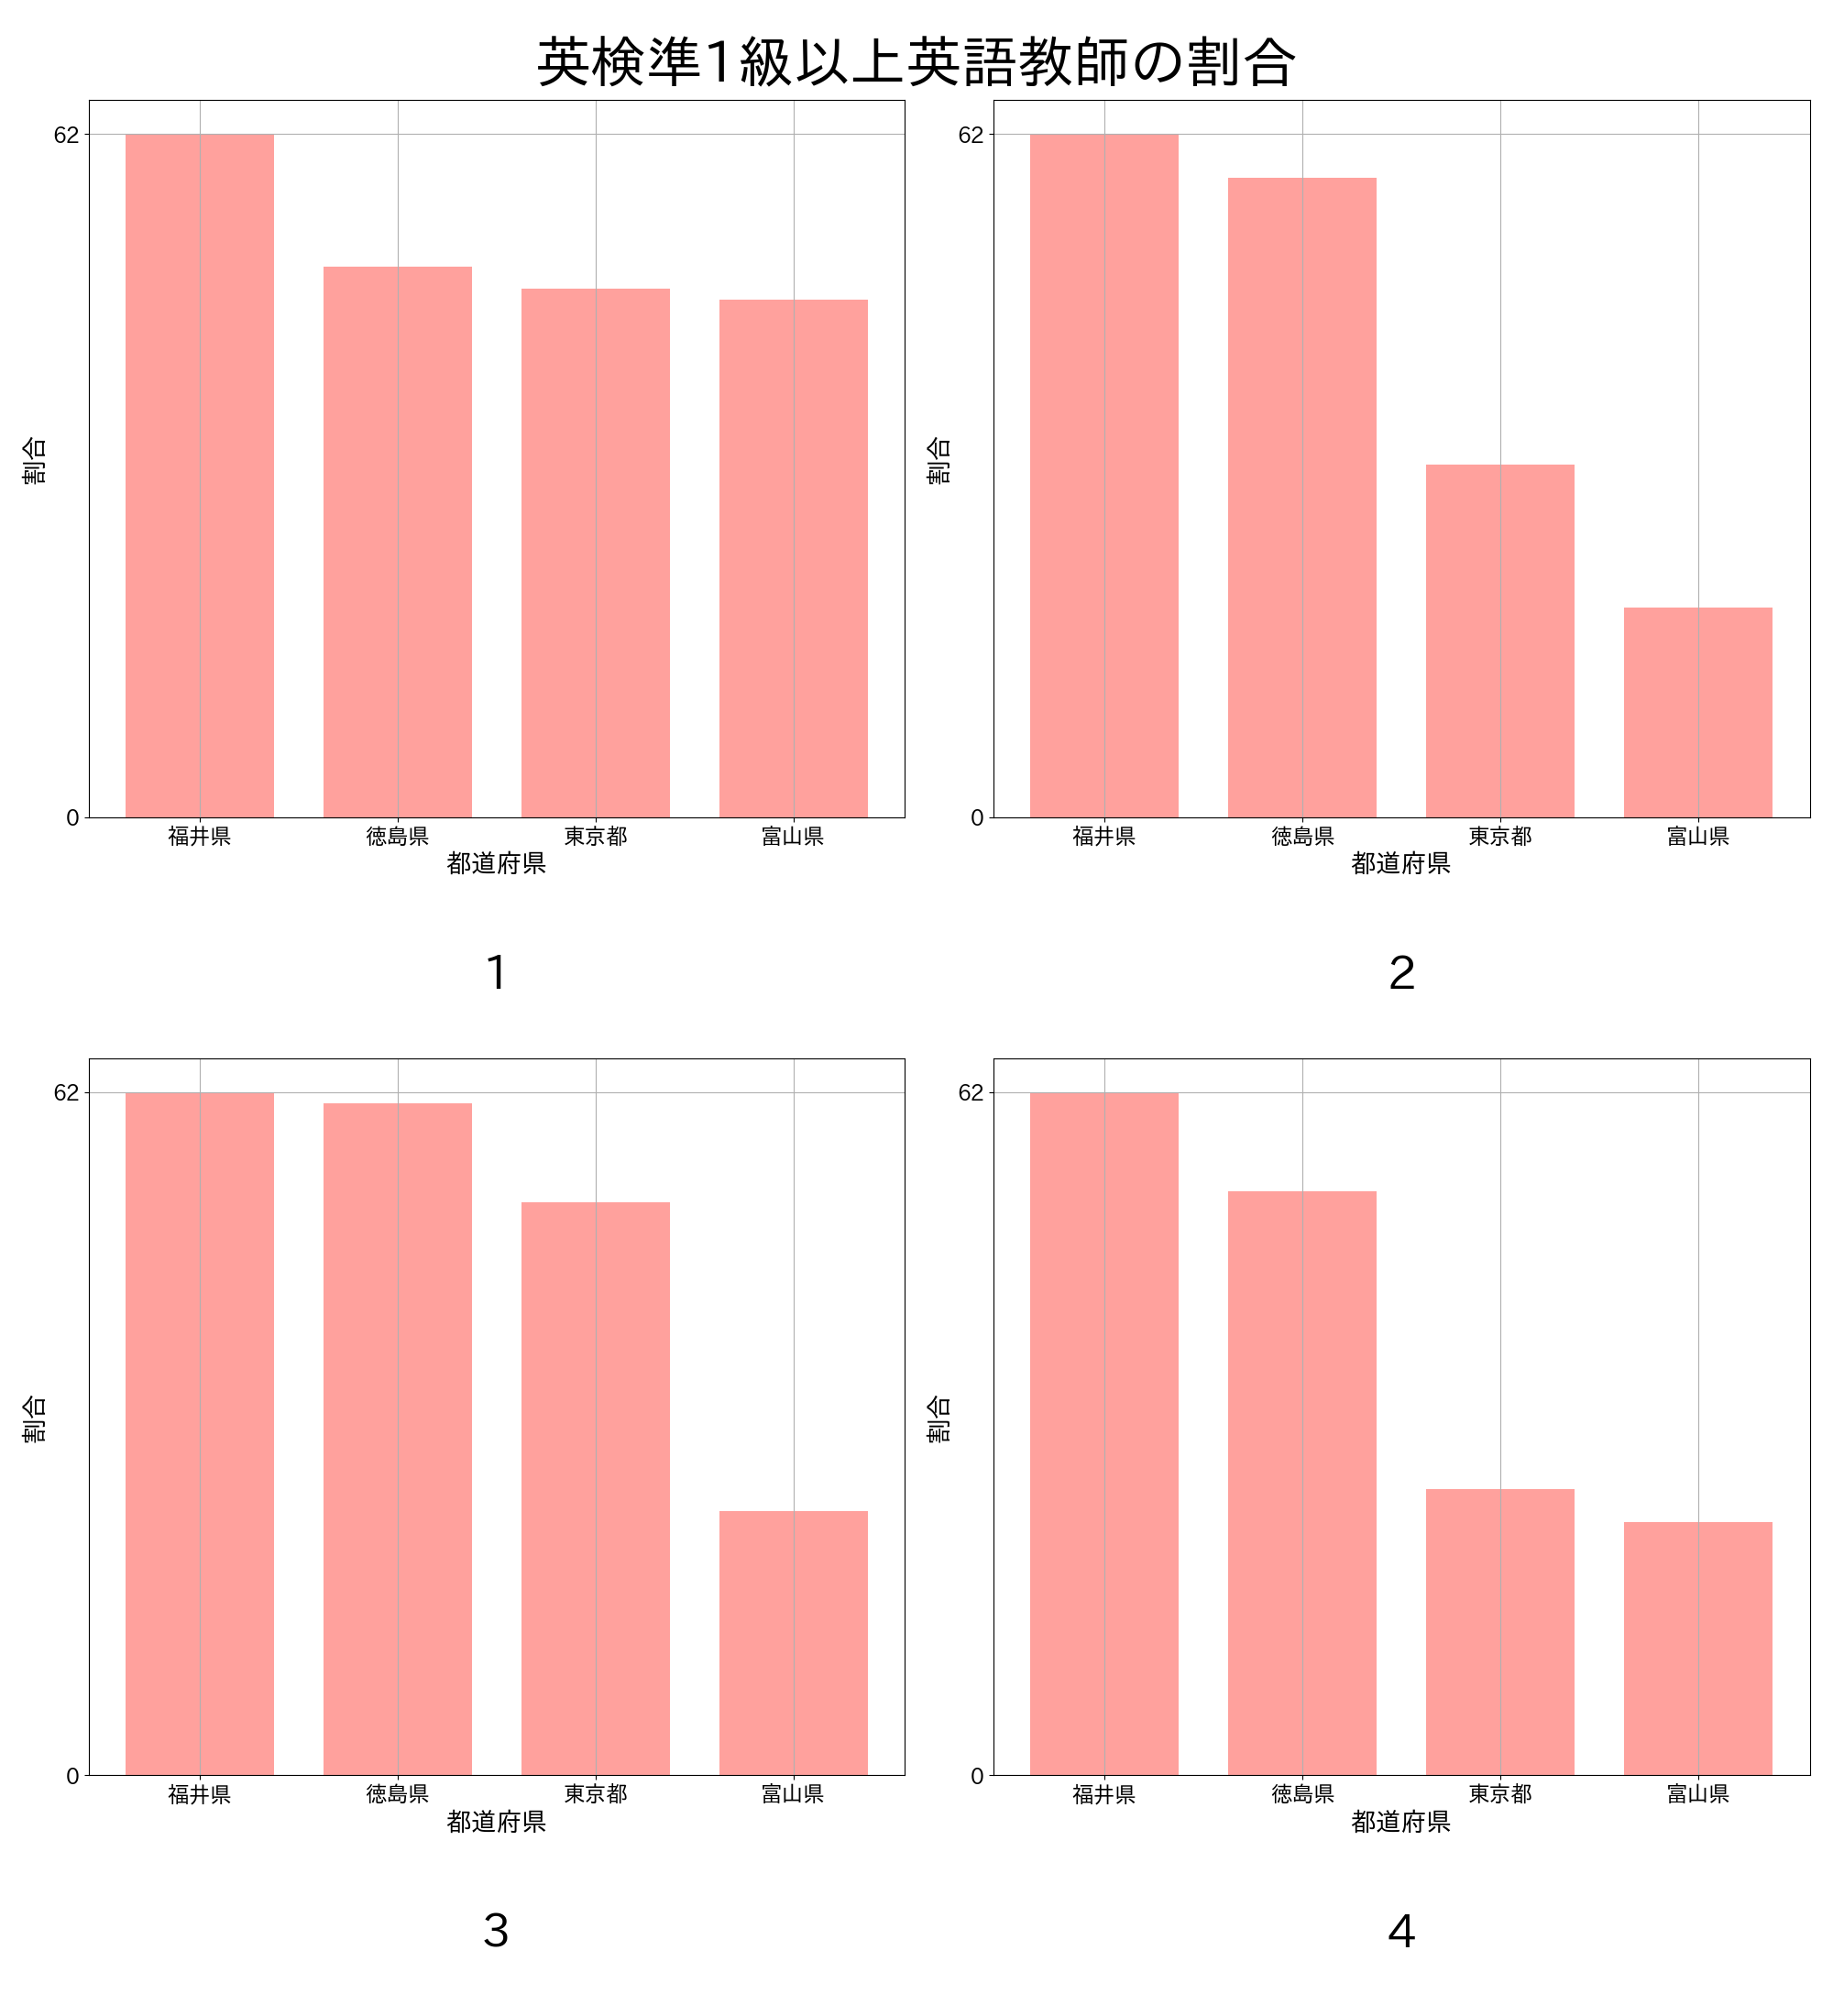 英検準1級以上英語教師の割合
62
0
割合
福井県 徳島県 東京都 富山県
都道府県
1
62
0
割合
福井県 徳島県 東京都 富山県
都道府県
2
62
0
割合
福井県 徳島県 東京都 富山県
都道府県
3
62
0
割合
福井県 徳島県 東京都 富山県
都道府県
4